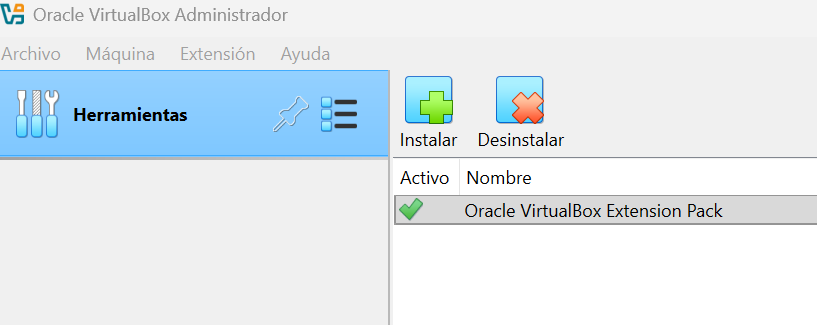 Oracle VirtualBox Administrador
Archivo Máquina Extensión Ayuda
Herramientas
Instalar Desinstalar
Activo Nombre
Oracle VirtualBox Extension Pack